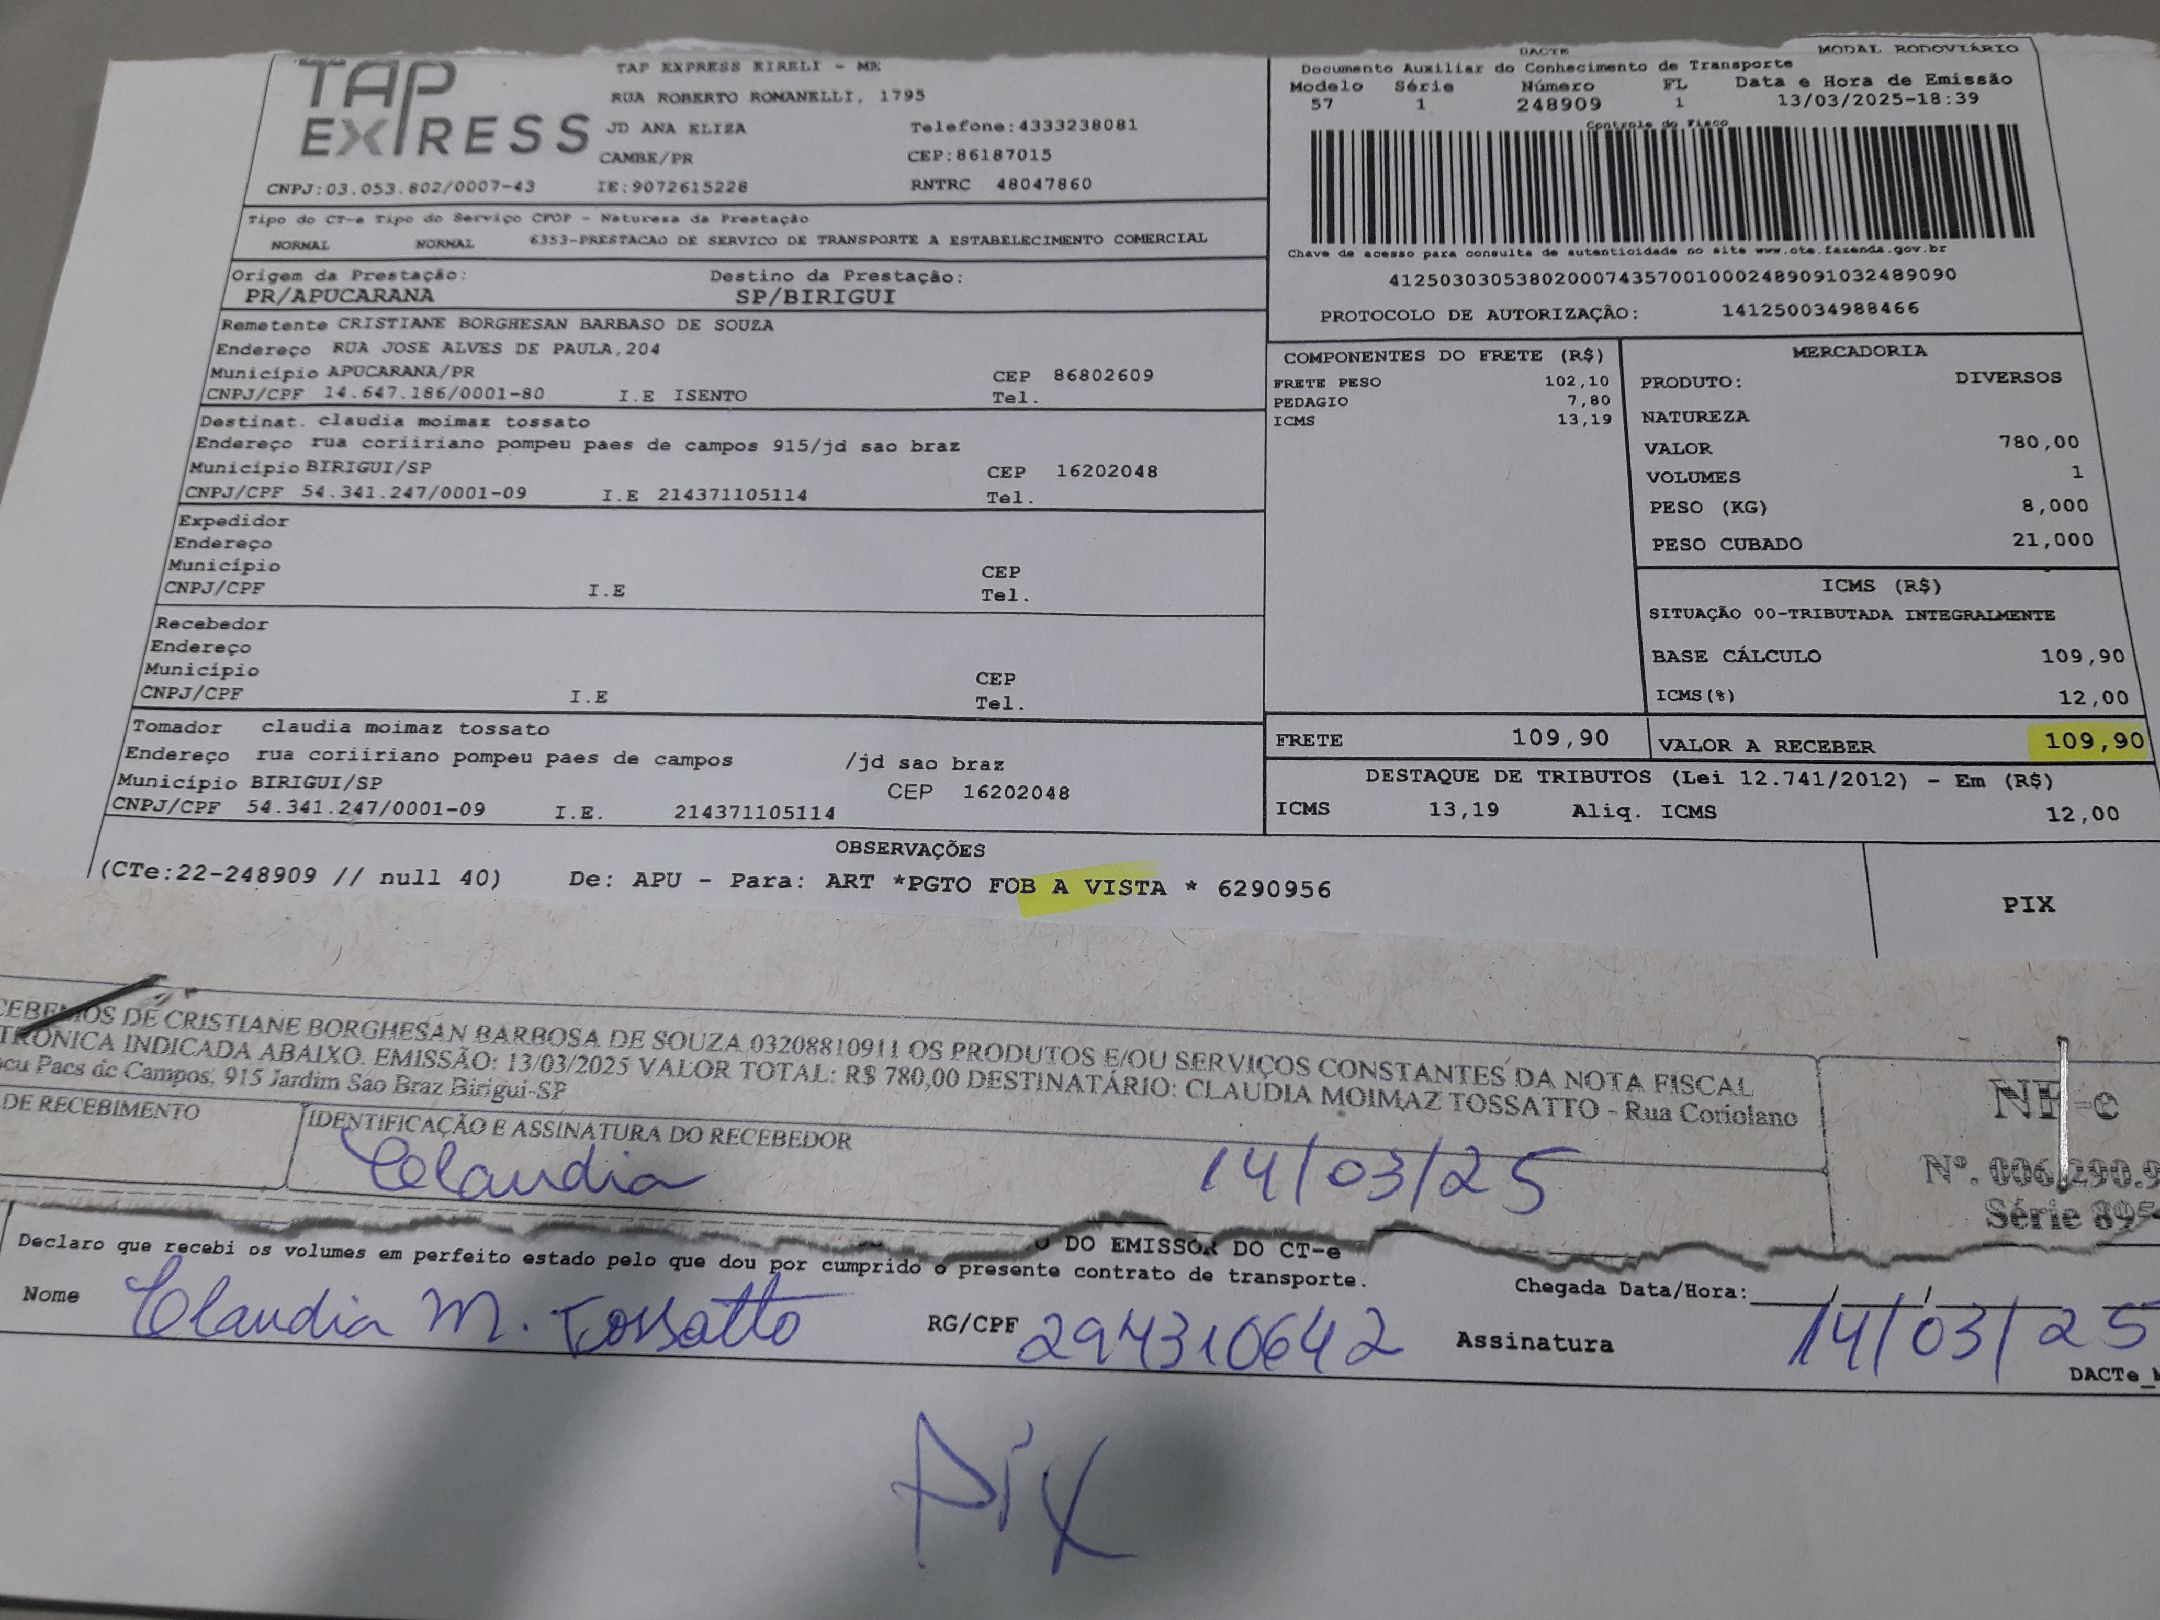 TAP EXPRESS
TAP EXPRESS EIRELI - ME
RUA ROBERTO ROMANELLI, 1795
JD ANA ELIZA Telefone:4333238081
CAMBE/PR CEP:86187015
CNPJ:03.053.802/0007-43 IE:9072615228 RNTRC 48047860
DACTE MODAL RODOVIÁRIO
Documento Auxiliar do Conhecimento de Transporte
Modelo Série Número FL Data e Hora de Emissão
57 1 248909 1 13/03/2025-18:39
Controle do Fisco
Chave de acesso para consulta de autenticidade no site www.cte.fazenda.gov.br
41250303053802000743570010002489091032489090
PROTOCOLO DE AUTORIZAÇÃO: 141250034988466
Tipo do CT-e Tipo do Serviço CFOP - Natureza da Prestação
NORMAL NORMAL 6353-PRESTACAO DE SERVICO DE TRANSPORTE A ESTABELECIMENTO COMERCIAL
Origem da Prestação: Destino da Prestação:
PR/APUCARANA SP/BIRIGUI
Remetente CRISTIANE BORGHESAN BARBASO DE SOUZA
Endereço RUA JOSE ALVES DE PAULA,204
Município APUCARANA/PR CEP 86802609
CNPJ/CPF 14.647.186/0001-80 I.E ISENTO Tel.
Destinat. claudia moimaz tossato
Endereço rua coriiriano pompeu paes de campos 915/jd sao braz
Município BIRIGUI/SP CEP 16202048
CNPJ/CPF 54.341.247/0001-09 I.E 214371105114 Tel.
Expedidor
Endereço
Município CEP
CNPJ/CPF I.E Tel.
Recebedor
Endereço
Município CEP
CNPJ/CPF I.E Tel.
Tomador claudia moimaz tossato
Endereço rua coriiriano pompeu paes de campos /jd sao braz
Município BIRIGUI/SP CEP 16202048
CNPJ/CPF 54.341.247/0001-09 I.E. 214371105114
COMPONENTES DO FRETE (R$)
FRETE PESO 102,10
PEDAGIO 7,80
ICMS 13,19
MERCADORIA
PRODUTO: DIVERSOS
NATUREZA
VALOR 780,00
VOLUMES 1
PESO (KG) 8,000
PESO CUBADO 21,000
ICMS (R$)
SITUAÇÃO 00-TRIBUTADA INTEGRALMENTE
BASE CÁLCULO 109,90
ICMS(%) 12,00
FRETE 109,90 VALOR A RECEBER 109,90
DESTAQUE DE TRIBUTOS (Lei 12.741/2012) - Em (R$)
ICMS 13,19 Aliq. ICMS 12,00
OBSERVAÇÕES
(CTe:22-248909 // null 40) De: APU - Para: ART *PGTO FOB A VISTA * 6290956
PIX
CEBEMOS DE CRISTIANE BORGHESAN BARBOSA DE SOUZA 03208810911 OS PRODUTOS E/OU SERVIÇOS CONSTANTES DA NOTA FISCAL
TRÔNICA INDICADA ABAIXO. EMISSÃO: 13/03/2025 VALOR TOTAL: R$ 780,00 DESTINATÁRIO: CLAUDIA MOIMAZ TOSSATTO - Rua Coriolano
Paes de Campos, 915 Jardim Sao Braz Birigui-SP
DE RECEBIMENTO IDENTIFICAÇÃO E ASSINATURA DO RECEBEDOR
Claudia 14/03/25
NF-e
Nº. 006.290.9
Série 89
O DO EMISSOR DO CT-e
Declaro que recebi os volumes em perfeito estado pelo que dou por cumprido o presente contrato de transporte.
Chegada Data/Hora:____/____/____
Nome Claudia M. Tossatto RG/CPF 294310642 Assinatura 14/03/25
DACTe_
Pix